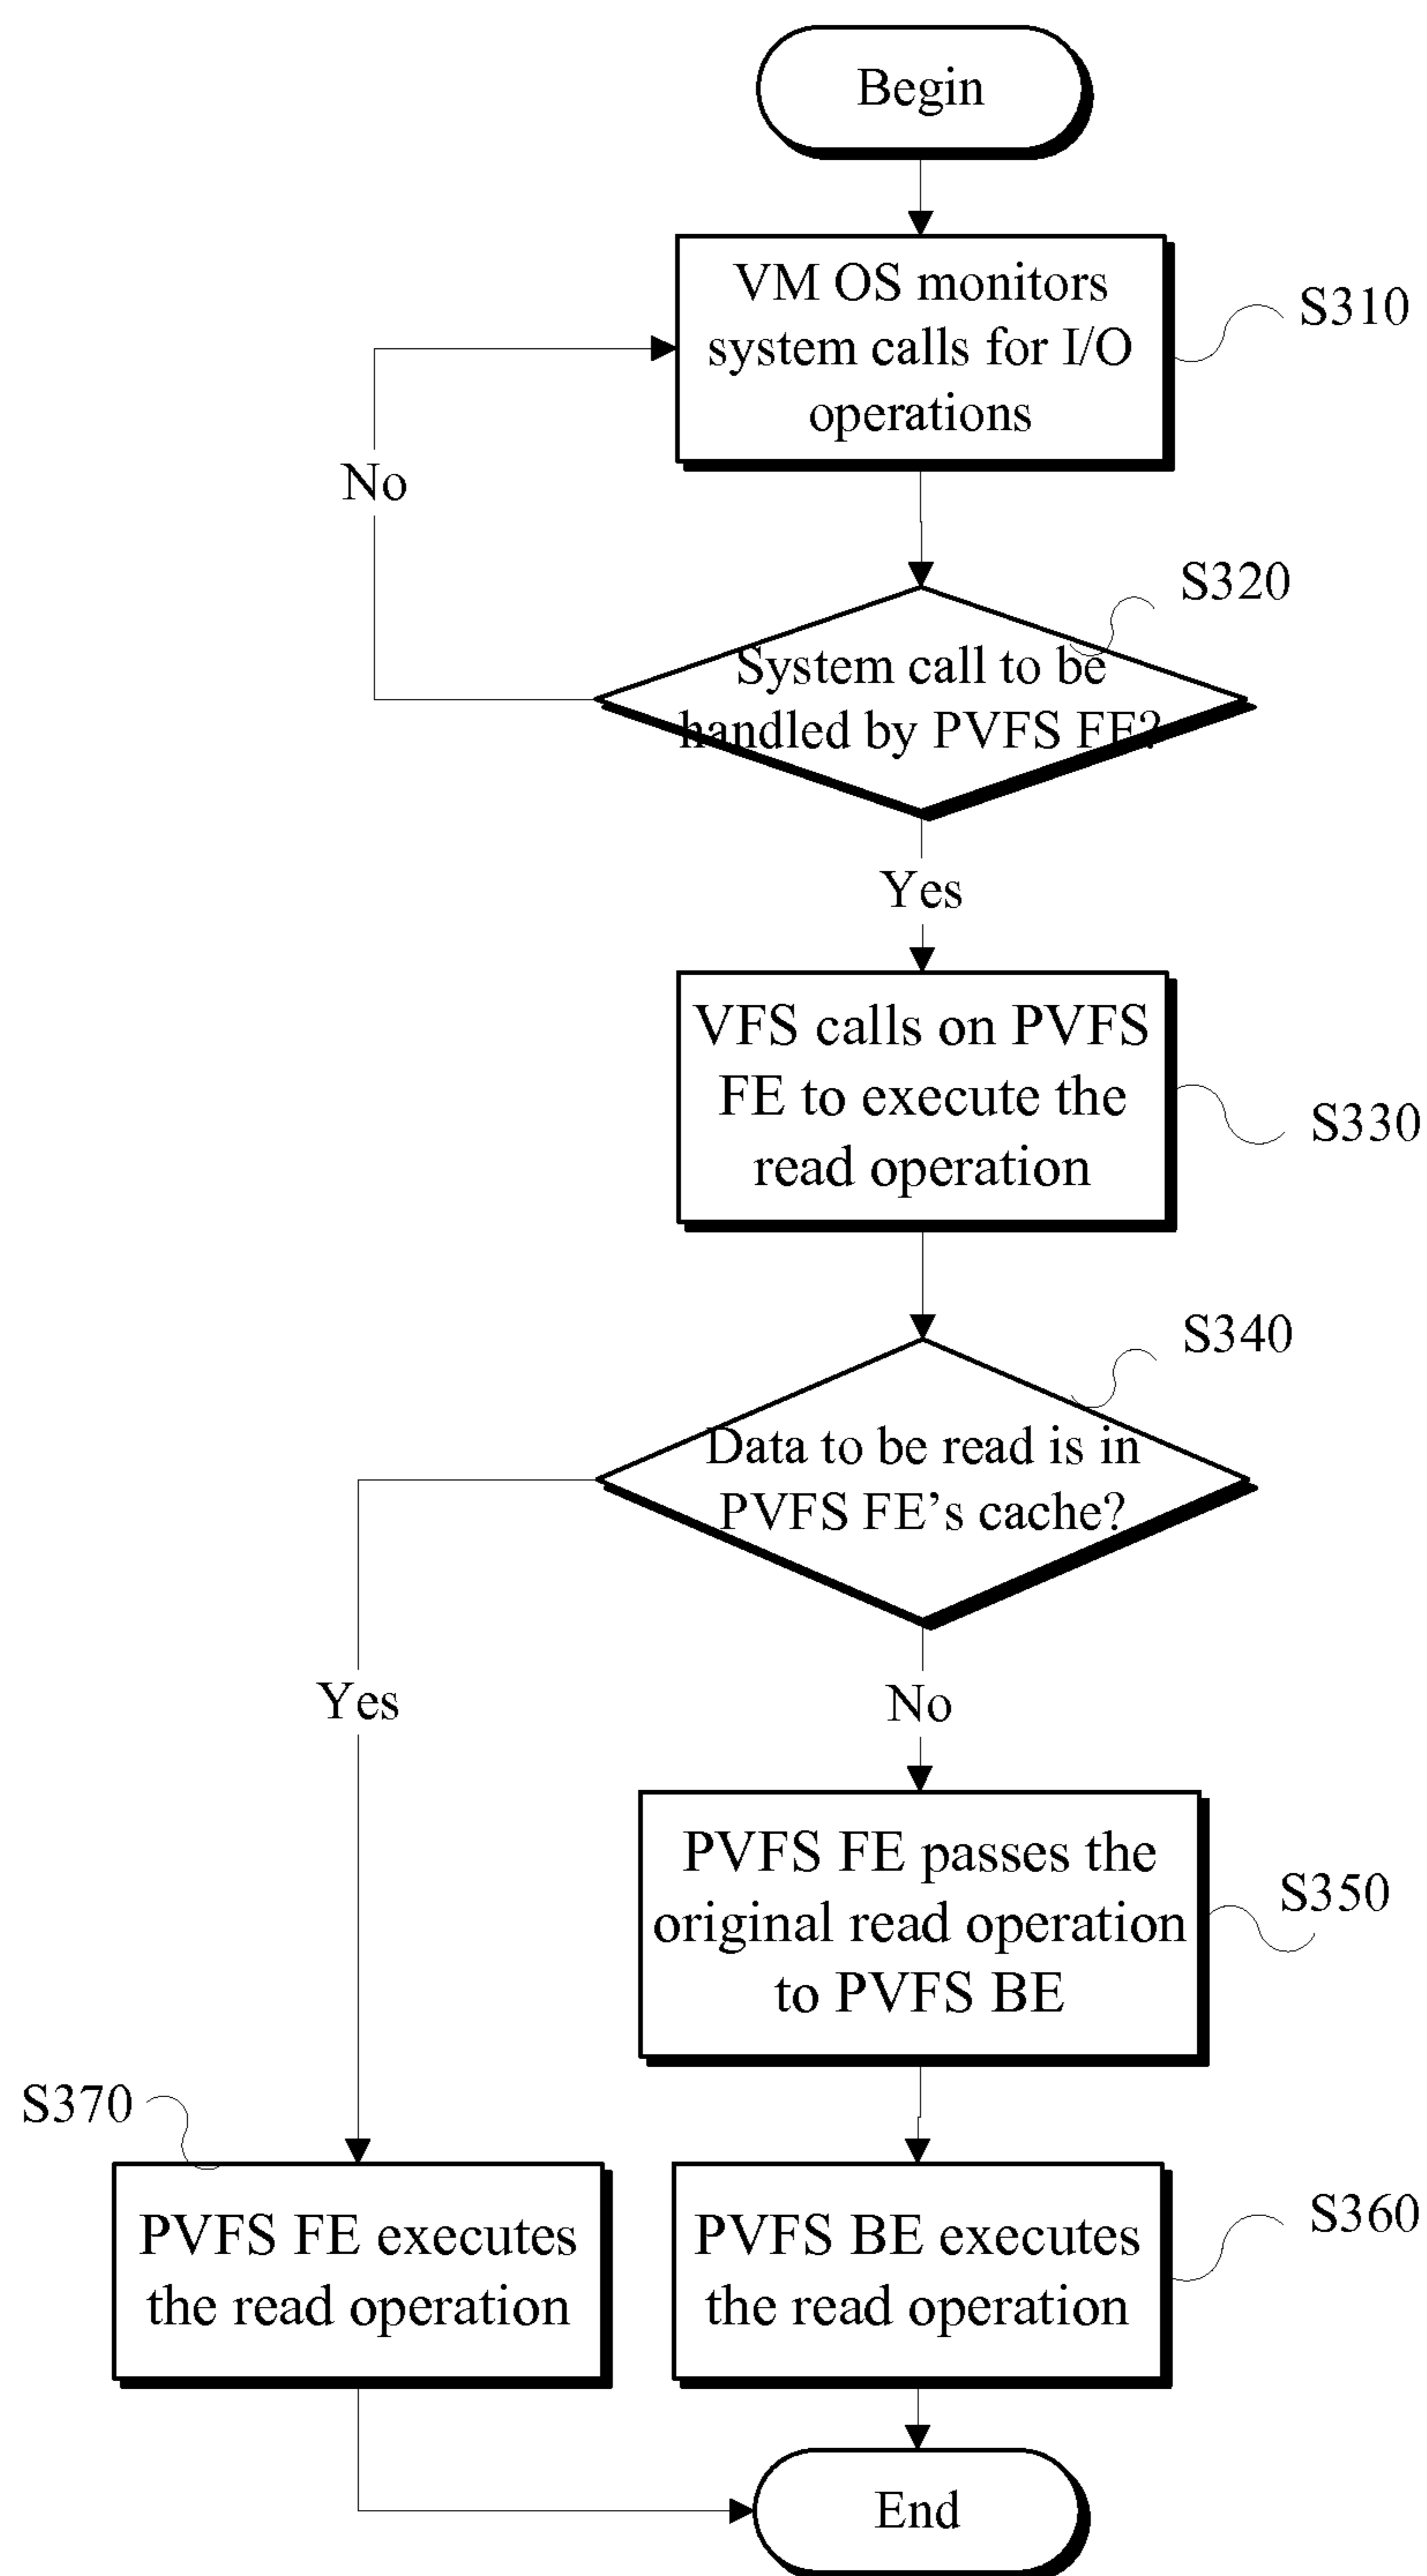 Begin
VM OS monitors
system calls for I/O
operations
S310
No
S320
System call to be
handled by PVFS FE?
Yes
VFS calls on PVFS
FE to execute the
read operation
S330
S340
Data to be read is in
PVFS FE’s cache?
Yes
No
PVFS FE passes the
original read operation
to PVFS BE
S350
S370
PVFS FE executes
the read operation
PVFS BE executes
the read operation
S360
End